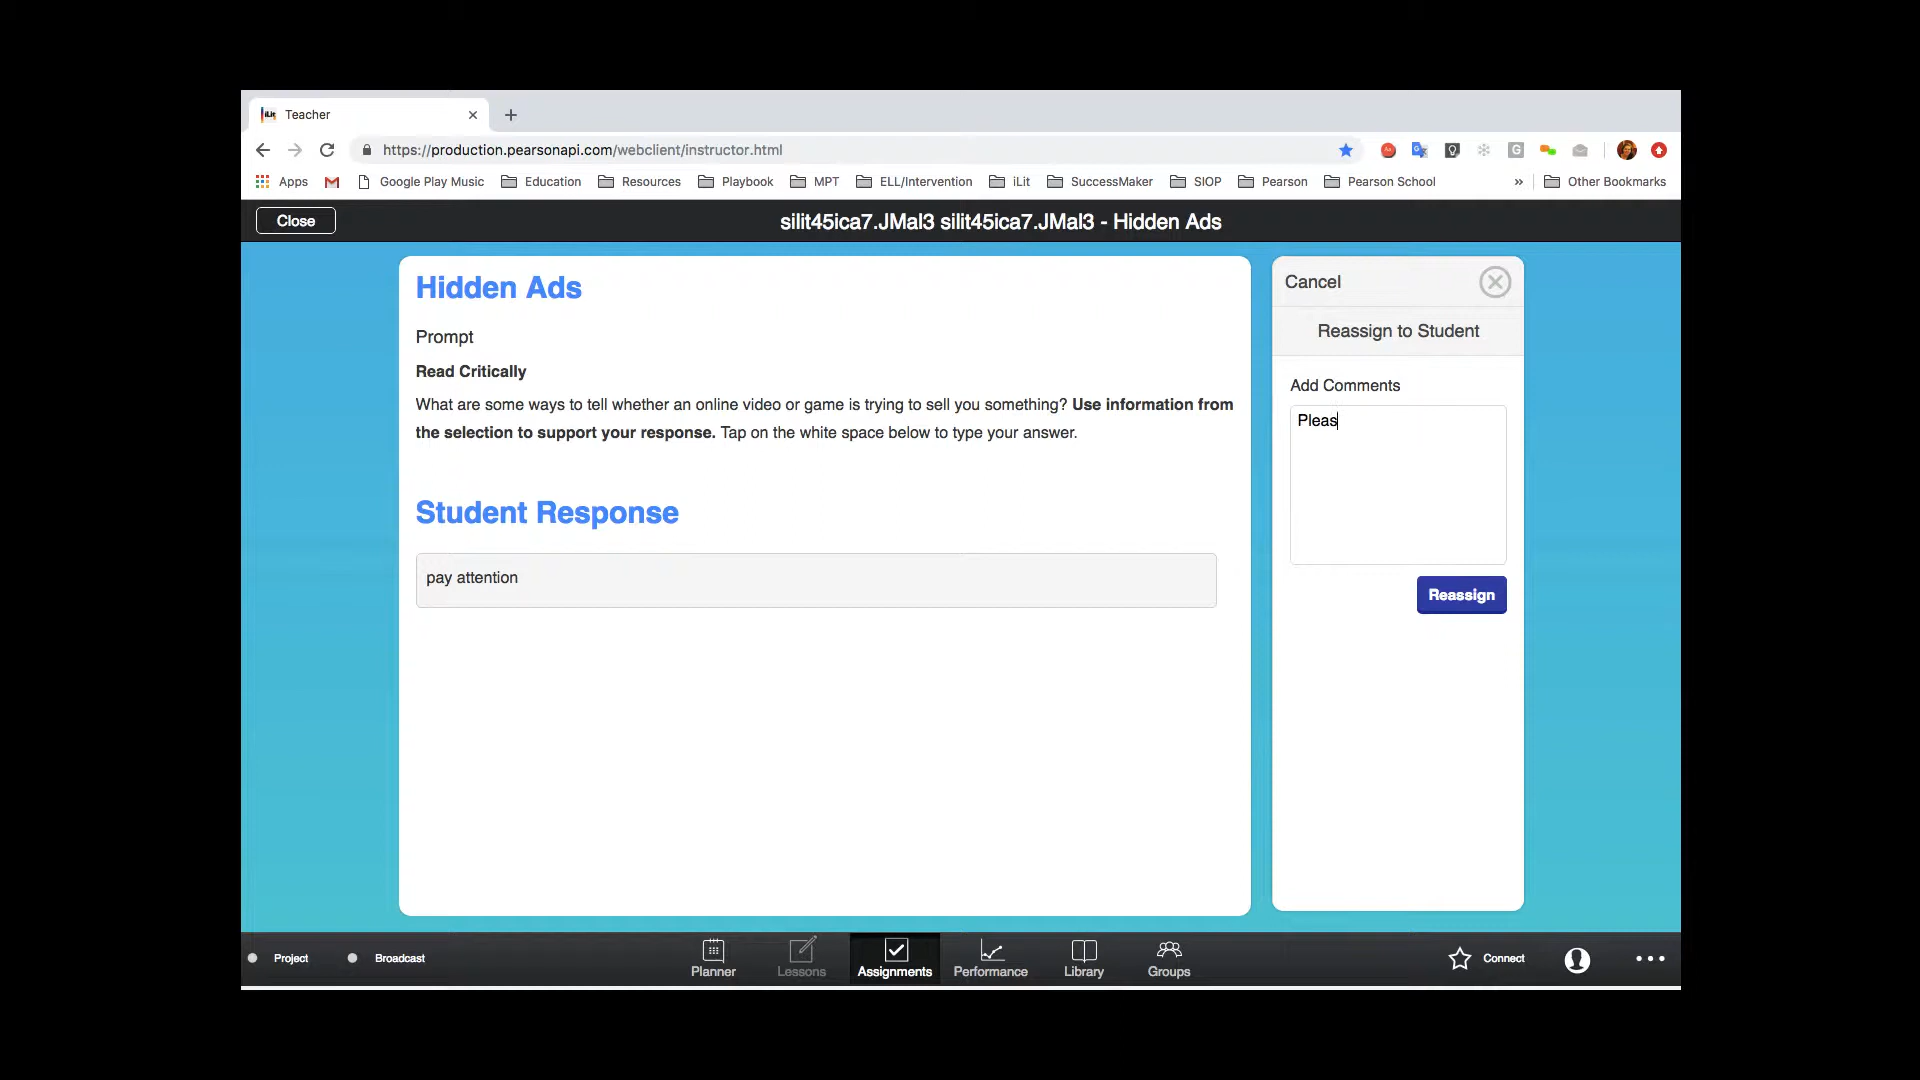 Teacher
https://production.pearsonapi.com/webclient/instructor.html
Apps Google Play Music Education Resources Playbook MPT ELL/Intervention iLit SuccessMaker SIOP Pearson Pearson School » Other Bookmarks
Close silit45ica7.JMal3 silit45ica7.JMal3 - Hidden Ads
Hidden Ads
Prompt
Read Critically
What are some ways to tell whether an online video or game is trying to sell you something? Use information from
the selection to support your response. Tap on the white space below to type your answer.
Student Response
pay attention
Cancel
Reassign to Student
Add Comments
Pleas
Reassign
Project Broadcast Planner Lessons Assignments Performance Library Groups Connect